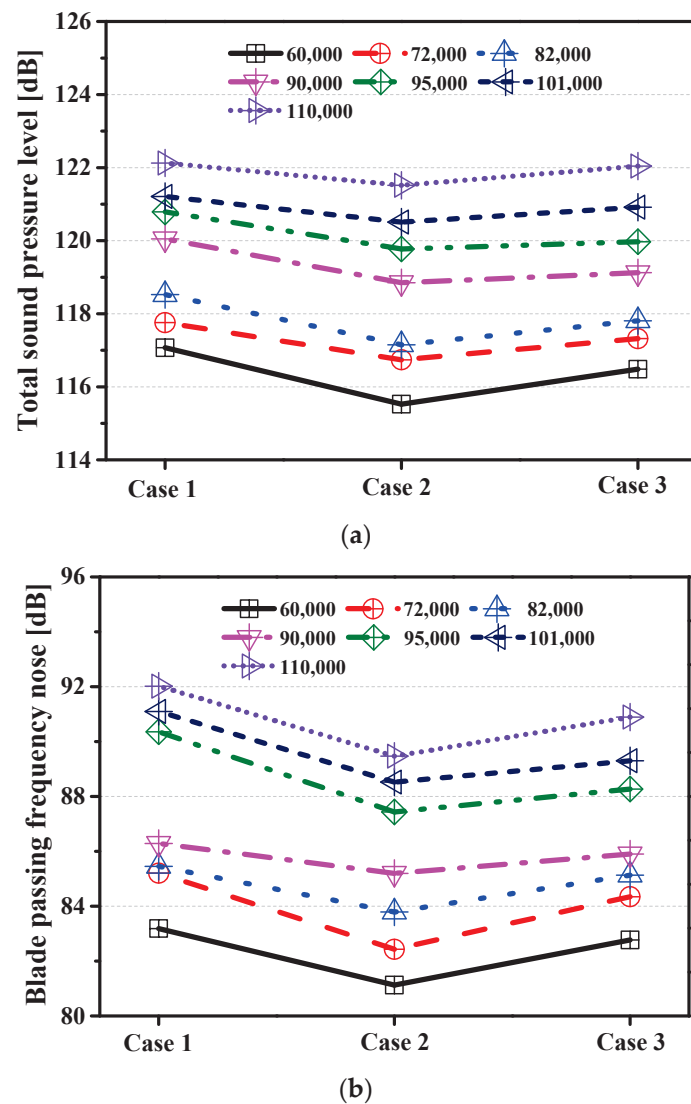 Total sound pressure level [dB]
126
124
122
120
118
116
114
60,000 72,000 82,000
90,000 95,000 101,000
110,000
Case 1 Case 2 Case 3
(a)
Blade passing frequency nose [dB]
96
92
88
84
80
60,000 72,000 82,000
90,000 95,000 101,000
110,000
Case 1 Case 2 Case 3
(b)